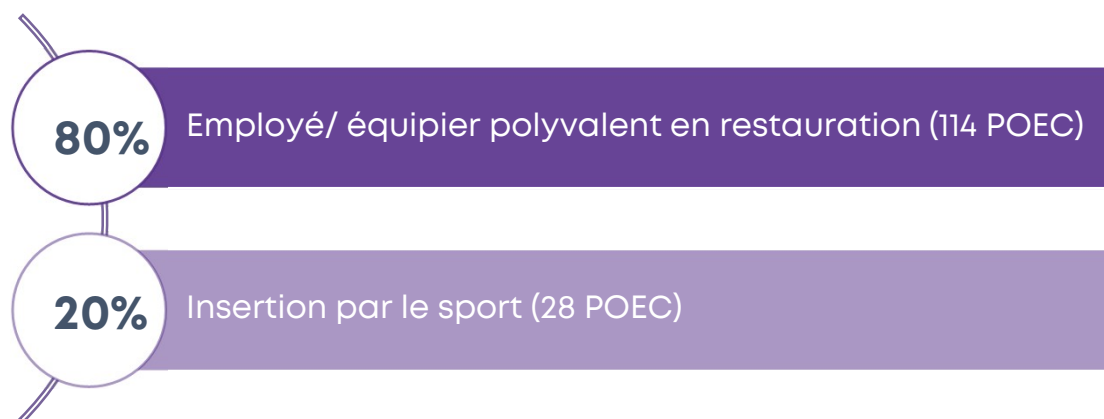 80%
Employé/ équipier polyvalent en restauration (114 POEC)
20%
Insertion par le sport (28 POEC)